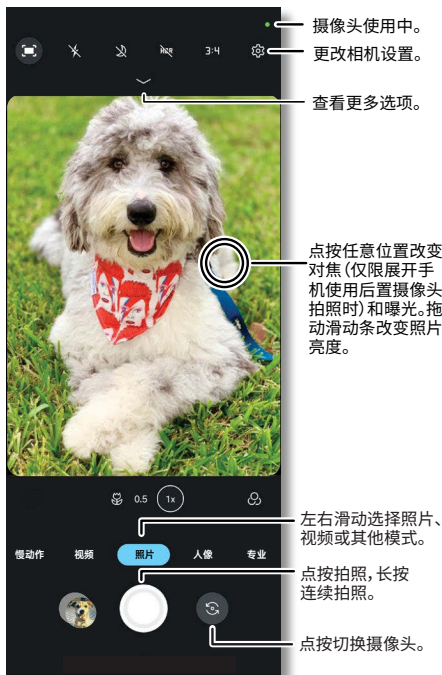 摄像头使用中。
HDR
3:4
更改相机设置。
查看更多选项。
点按任意位置改变
对焦(仅限展开手
机使用后置摄像头
拍照时)和曝光。拖
动滑动条改变照片
亮度。
0.5
1x
左右滑动选择照片、
视频或其他模式。
慢动作
视频
照片
人像
专业
点按拍照,长按
连续拍照。
点按切换摄像头。